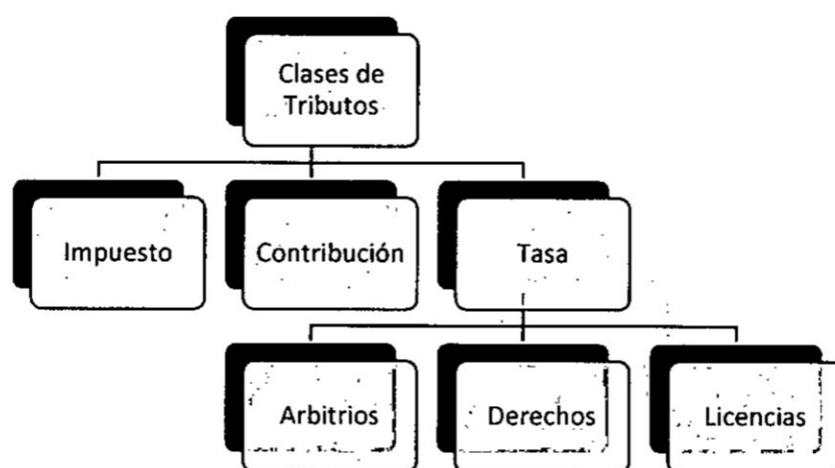 Clases de
Tributos
Impuesto
Contribución
Tasa
Arbitrios
Derechos
Licencias